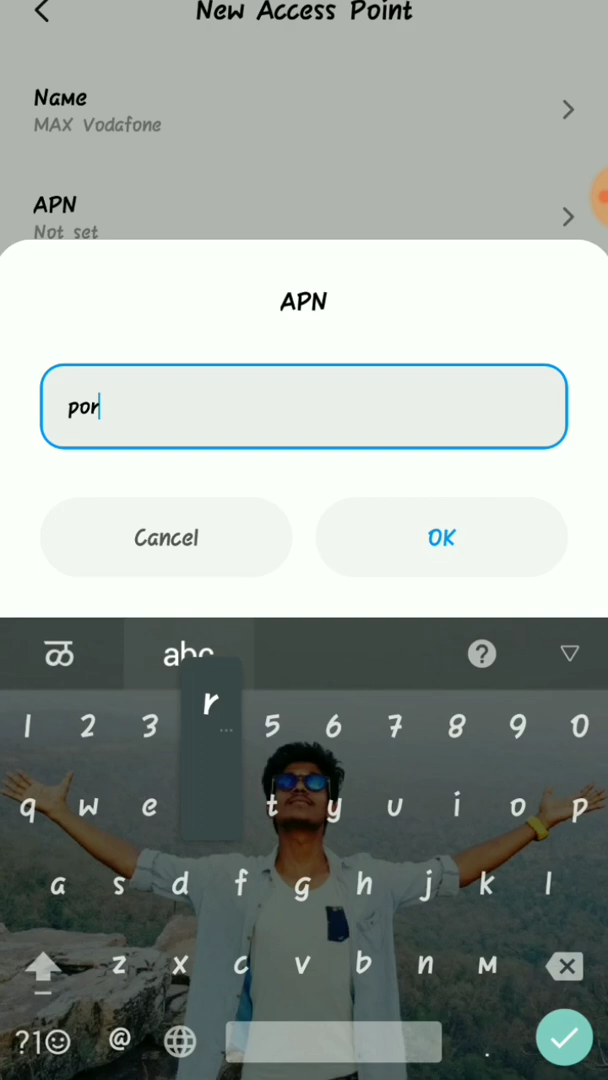 New Access Point
Name
MAX Vodafone
APN
Not set
APN
por
Cancel
OK
ळ
abc
?
r
...
1 2 3 5 6 7 8 9 0
q w e t y u i o p
a s d f g h j k l
z x c v b n m
?1☺ @ .